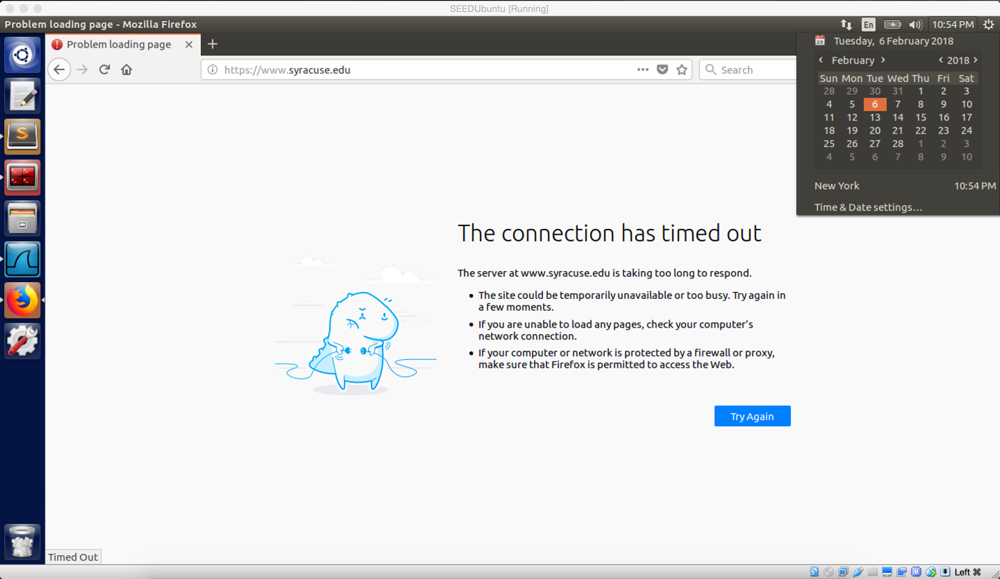 SEEDUbuntu [Running]
Problem loading page - Mozilla Firefox
En
10:54 PM
Problem loading page
https://www.syracuse.edu
Search
28
Tuesday, 6 February 2018
February
2018
Sun Mon Tue Wed Thu Fri Sat
28 29 30 31 1 2 3
4 5 6 7 8 9 10
11 12 13 14 15 16 17
18 19 20 21 22 23 24
25 26 27 28 1 2 3
4 5 6 7 8 9 10
New York 10:54 PM
Time & Date settings…
The connection has timed out
The server at www.syracuse.edu is taking too long to respond.
• The site could be temporarily unavailable or too busy. Try again in
a few moments.
• If you are unable to load any pages, check your computer’s
network connection.
• If your computer or network is protected by a firewall or proxy,
make sure that Firefox is permitted to access the Web.
Try Again
Timed Out
Left ⌘